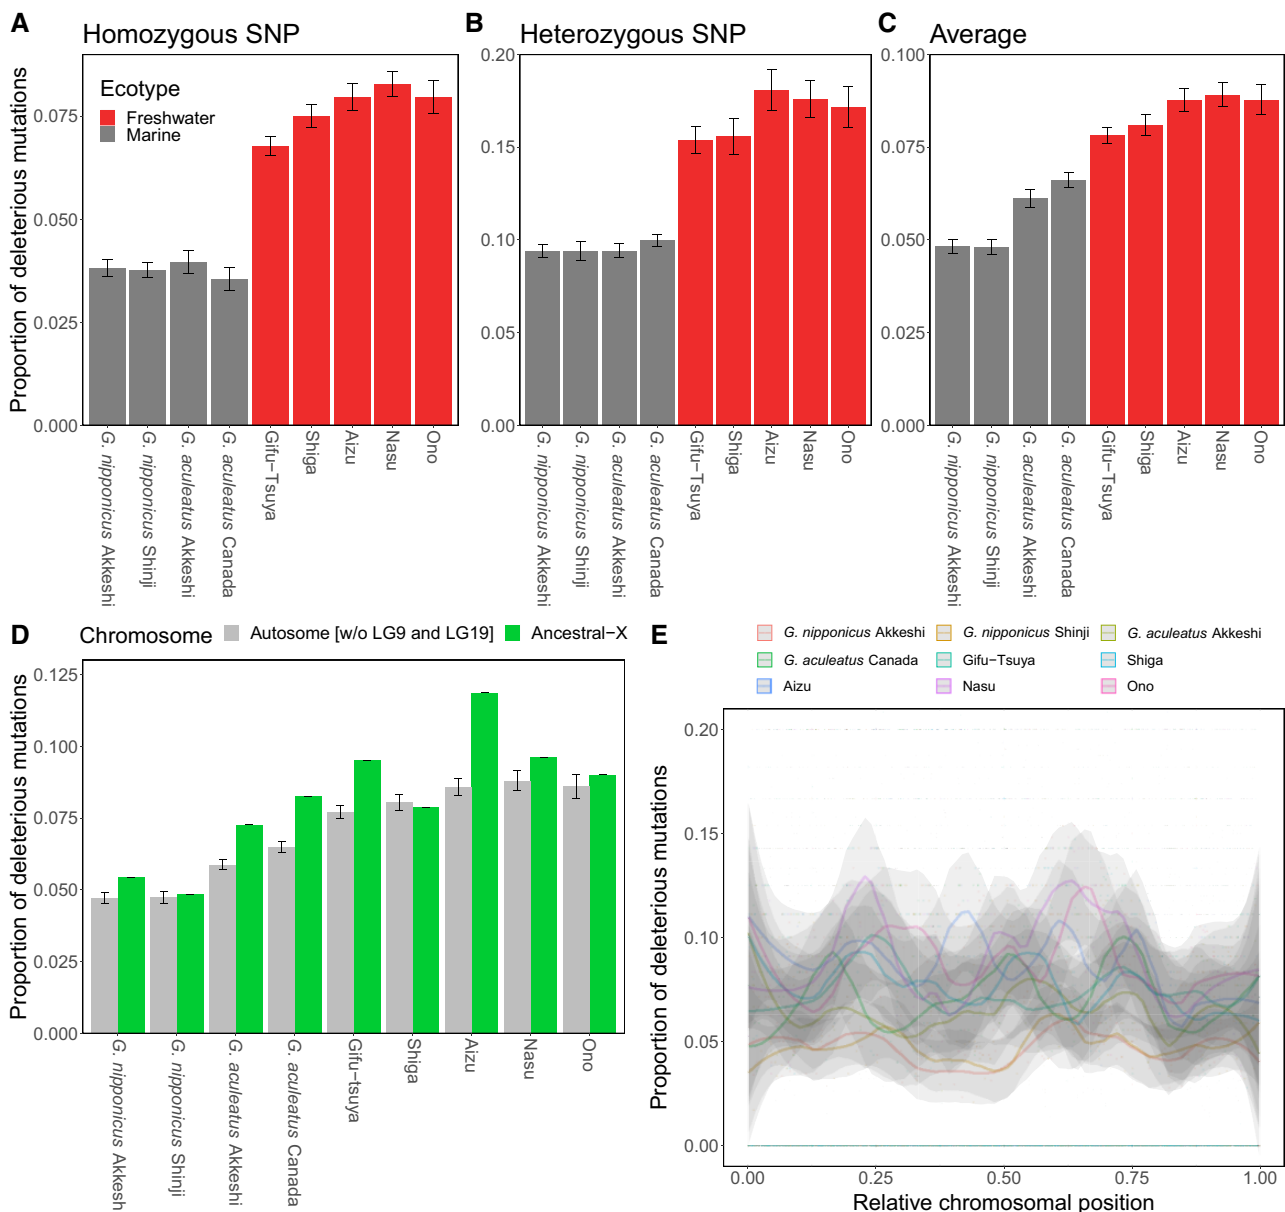 A
Homozygous SNP
Proportion of deleterious mutations
0.075
0.050
0.025
0.000
Ecotype
Freshwater
Marine
G. nipponicus Akkeshi
G. nipponicus Shinji
G. aculeatus Akkeshi
G. aculeatus Canada
Gifu−Tsuya
Shiga
Aizu
Nasu
Ono
B
Heterozygous SNP
0.20
0.15
0.10
0.05
0.00
G. nipponicus Akkeshi
G. nipponicus Shinji
G. aculeatus Akkeshi
G. aculeatus Canada
Gifu−Tsuya
Shiga
Aizu
Nasu
Ono
C
Average
0.100
0.075
0.050
0.025
0.000
G. nipponicus Akkeshi
G. nipponicus Shinji
G. aculeatus Akkeshi
G. aculeatus Canada
Gifu−Tsuya
Shiga
Aizu
Nasu
Ono
D
Chromosome
Autosome [w/o LG9 and LG19]
Ancestral−X
Proportion of deleterious mutations
0.125
0.100
0.075
0.050
0.025
0.000
G. nipponicus Akkesh
G. nipponicus Shinji
G. aculeatus Akkeshi
G. aculeatus Canada
Gifu−tsuya
Shiga
Aizu
Nasu
Ono
E
G. nipponicus Akkeshi
G. nipponicus Shinji
G. aculeatus Akkeshi
G. aculeatus Canada
Gifu−Tsuya
Shiga
Aizu
Nasu
Ono
Proportion of deleterious mutations
0.20
0.15
0.10
0.05
0.00
0.00
0.25
0.50
0.75
1.00
Relative chromosomal position